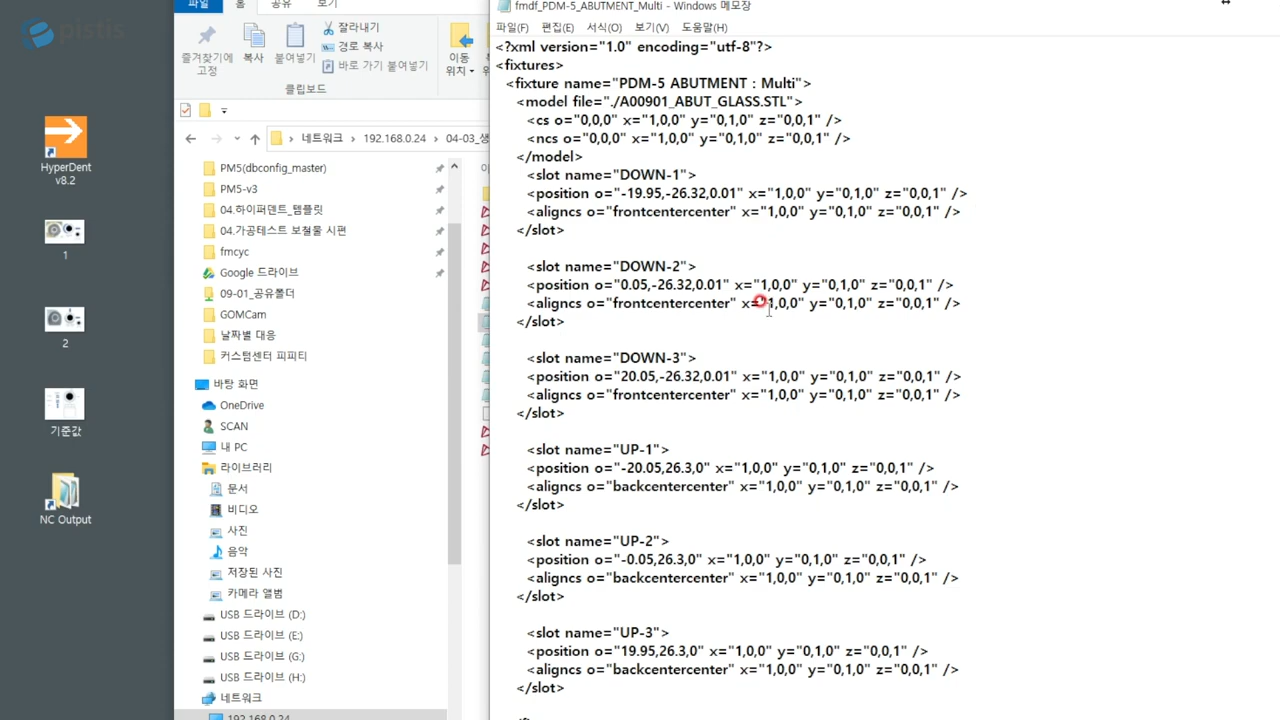 pistis
HyperDent
v8.2
1
2
기준값
NC Output
파일
홈
공유
보기
즐겨찾기에
고정
복사
붙여넣기
잘라내기
경로 복사
바로 가기 붙여넣기
클립보드
이동
위치
네트워크 > 192.168.0.24 > 04-03_생
PM5(dbconfig_master)
PM5-v3
04.하이퍼덴트_템플릿
04.가공테스트 보철물 시편
fmcyc
Google 드라이브
09-01_공유폴더
GOMCam
날짜별 대응
커스텀센터 피피티
바탕 화면
OneDrive
SCAN
내 PC
라이브러리
문서
비디오
사진
음악
저장된 사진
카메라 앨범
USB 드라이브 (D:)
USB 드라이브 (E:)
USB 드라이브 (G:)
USB 드라이브 (H:)
네트워크
192.168.0.24
fmdf_PDM-5_ABUTMENT_Multi - Windows 메모장
파일(F) 편집(E) 서식(O) 보기(V) 도움말(H)
<?xml version="1.0" encoding="utf-8"?>
<fixtures>
<fixture name="PDM-5 ABUTMENT : Multi">
<model file="./A00901_ABUT_GLASS.STL">
<cs o="0,0,0" x="1,0,0" y="0,1,0" z="0,0,1" />
<ncs o="0,0,0" x="1,0,0" y="0,1,0" z="0,0,1" />
</model>
<slot name="DOWN-1">
<position o="-19.95,-26.32,0.01" x="1,0,0" y="0,1,0" z="0,0,1" />
<aligncs o="frontcentercenter" x="1,0,0" y="0,1,0" z="0,0,1" />
</slot>
<slot name="DOWN-2">
<position o="0.05,-26.32,0.01" x="1,0,0" y="0,1,0" z="0,0,1" />
<aligncs o="frontcentercenter" x="1,0,0" y="0,1,0" z="0,0,1" />
</slot>
<slot name="DOWN-3">
<position o="20.05,-26.32,0.01" x="1,0,0" y="0,1,0" z="0,0,1" />
<aligncs o="frontcentercenter" x="1,0,0" y="0,1,0" z="0,0,1" />
</slot>
<slot name="UP-1">
<position o="-20.05,26.3,0" x="1,0,0" y="0,1,0" z="0,0,1" />
<aligncs o="backcentercenter" x="1,0,0" y="0,1,0" z="0,0,1" />
</slot>
<slot name="UP-2">
<position o="-0.05,26.3,0" x="1,0,0" y="0,1,0" z="0,0,1" />
<aligncs o="backcentercenter" x="1,0,0" y="0,1,0" z="0,0,1" />
</slot>
<slot name="UP-3">
<position o="19.95,26.3,0" x="1,0,0" y="0,1,0" z="0,0,1" />
<aligncs o="backcentercenter" x="1,0,0" y="0,1,0" z="0,0,1" />
</slot>